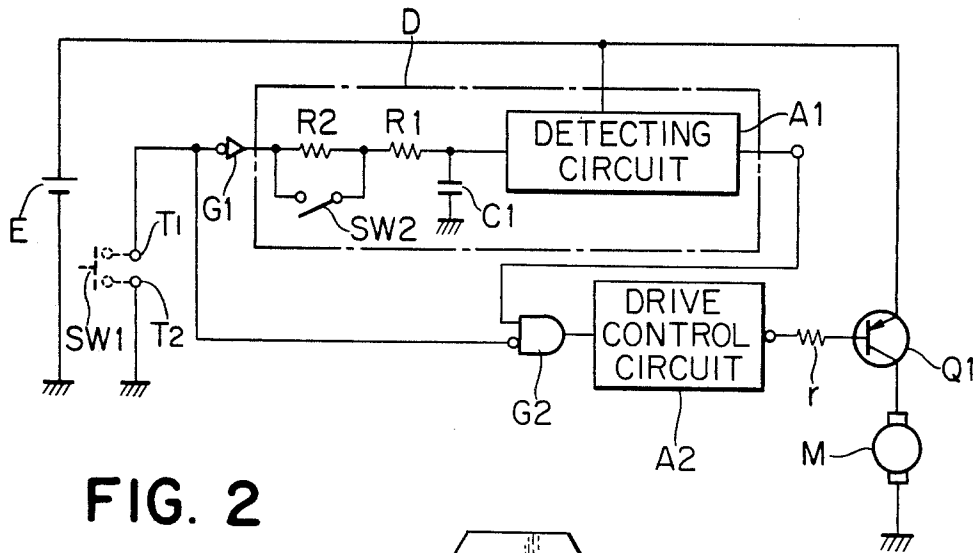 D
R2
R1
DETECTING
CIRCUIT
A1
E
G1
SW2
C1
T1
SW1
T2
DRIVE
CONTROL
CIRCUIT
G2
A2
r
Q1
M
FIG. 2